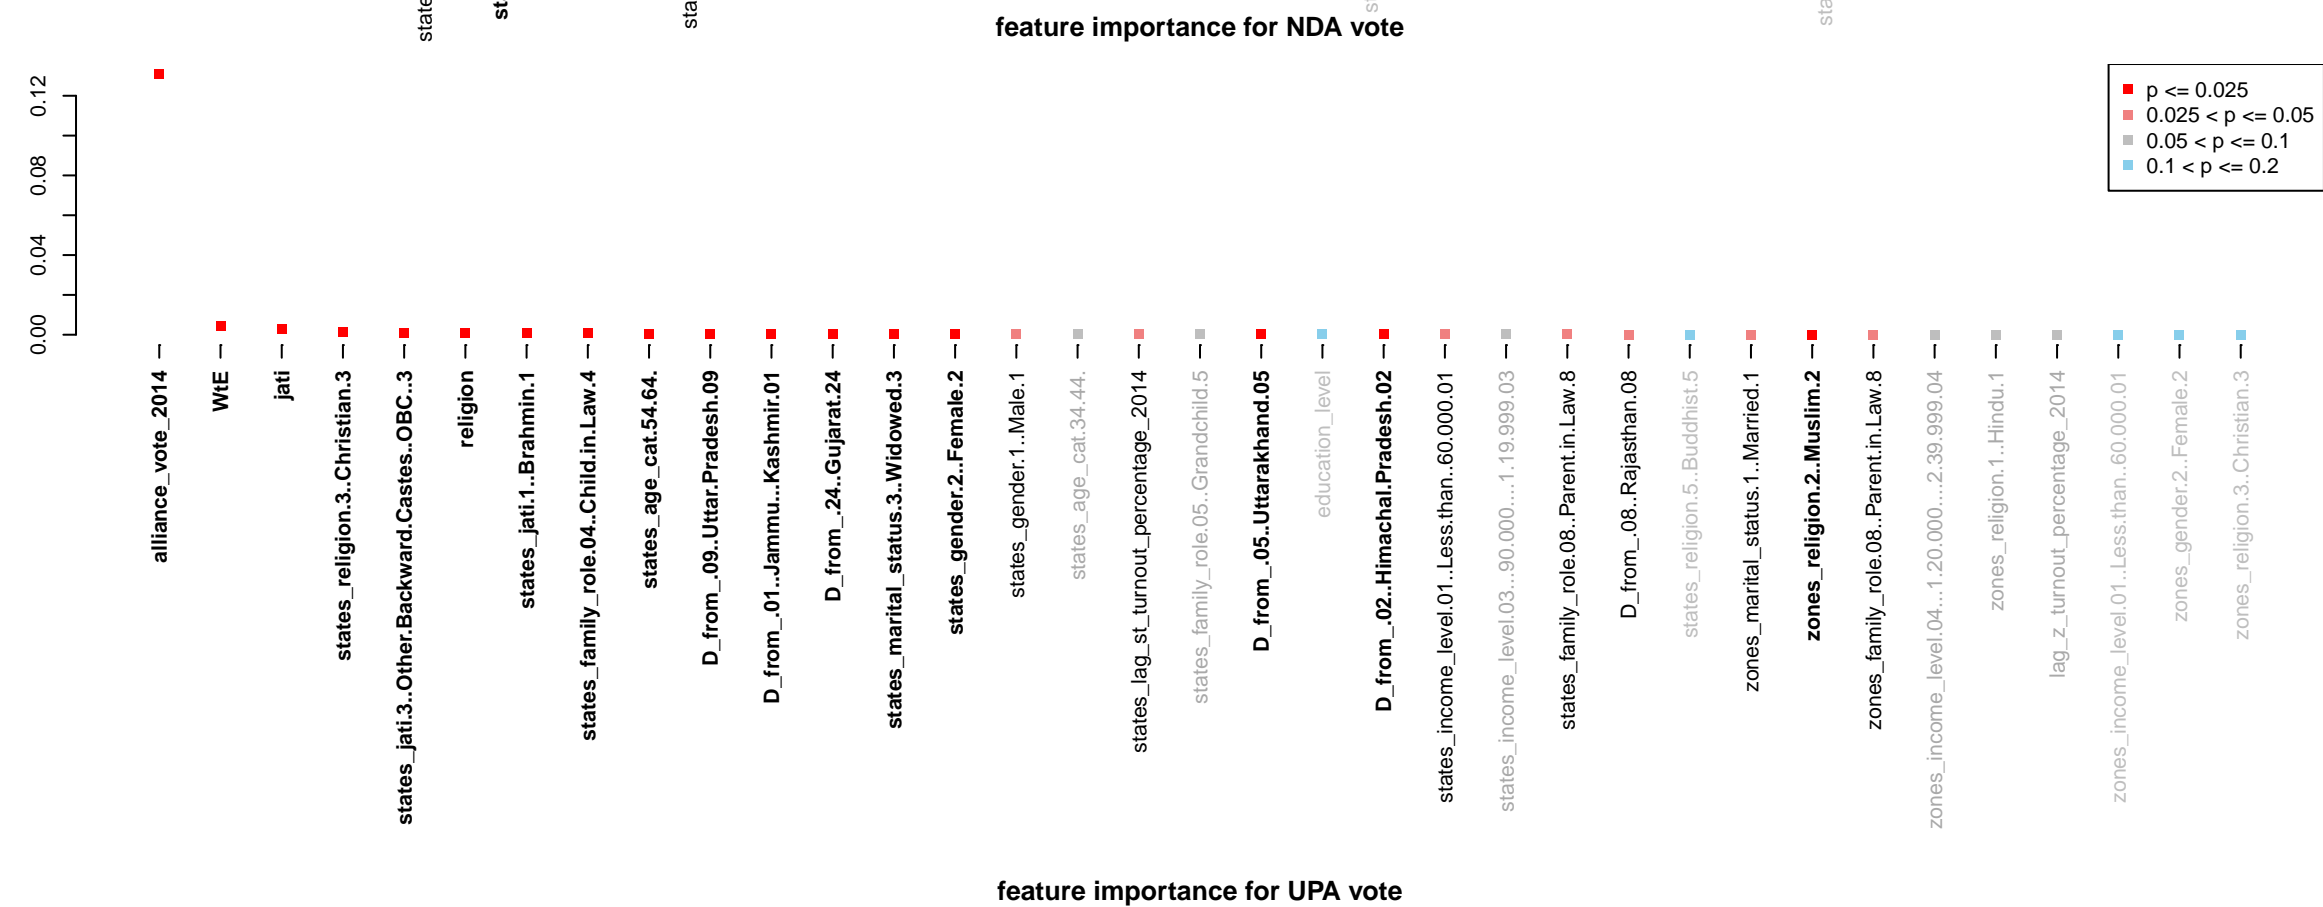 state
st
sta
st
sta
feature importance for NDA vote
0.12
0.08
0.04
0.00
p <= 0.025
0.025 < p <= 0.05
0.05 < p <= 0.1
0.1 < p <= 0.2
alliance_vote_2014
WtE
jati
states_religion.3..Christian.3
states_jati.3..Other.Backward.Castes..OBC..3
religion
states_jati.1..Brahmin.1
states_family_role.04..Child.in.Law.4
states_age_cat.54.64.
D_from_.09..Uttar.Pradesh.09
D_from_.01..Jammu..Kashmir.01
D_from_.24..Gujarat.24
states_marital_status.3..Widowed.3
states_gender.2..Female.2
states_gender.1..Male.1
states_age_cat.34.44.
states_lag_st_turnout_percentage_2014
states_family_role.05..Grandchild.5
D_from_.05..Uttarakhand.05
education_level
D_from_.02..Himachal.Pradesh.02
states_income_level.01..Less.than..60.000.01
states_income_level.03...90.000...1.19.999.03
states_family_role.08..Parent.in.Law.8
D_from_.08..Rajasthan.08
states_religion.5..Buddhist.5
zones_marital_status.1..Married.1
zones_religion.2..Muslim.2
zones_family_role.08..Parent.in.Law.8
zones_income_level.04...1.20.000...2.39.999.04
zones_religion.1..Hindu.1
lag_z_turnout_percentage_2014
zones_income_level.01..Less.than..60.000.01
zones_gender.2..Female.2
zones_religion.3..Christian.3
feature importance for UPA vote